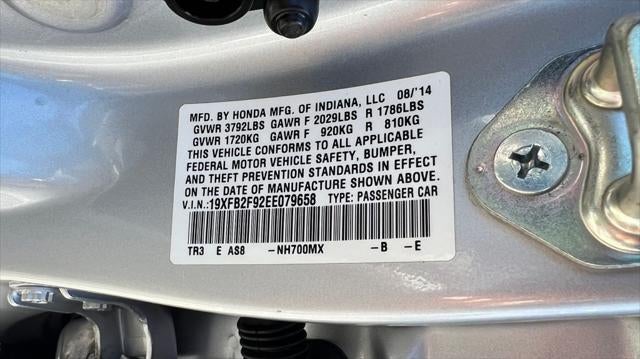 MFD. BY HONDA MFG. OF INDIANA, LLC 08/'14
GVWR 3792LBS GAWR F 2029LBS R 1786LBS
GVWR 1720KG GAWR F 920KG R 810KG
THIS VEHICLE CONFORMS TO ALL APPLICABLE
FEDERAL MOTOR VEHICLE SAFETY, BUMPER,
AND THEFT PREVENTION STANDARDS IN EFFECT
ON THE DATE OF MANUFACTURE SHOWN ABOVE.
V.I.N.:19XFB2F92EE079658 TYPE: PASSENGER CAR
TR3 E AS8 -NH700MX -B -E